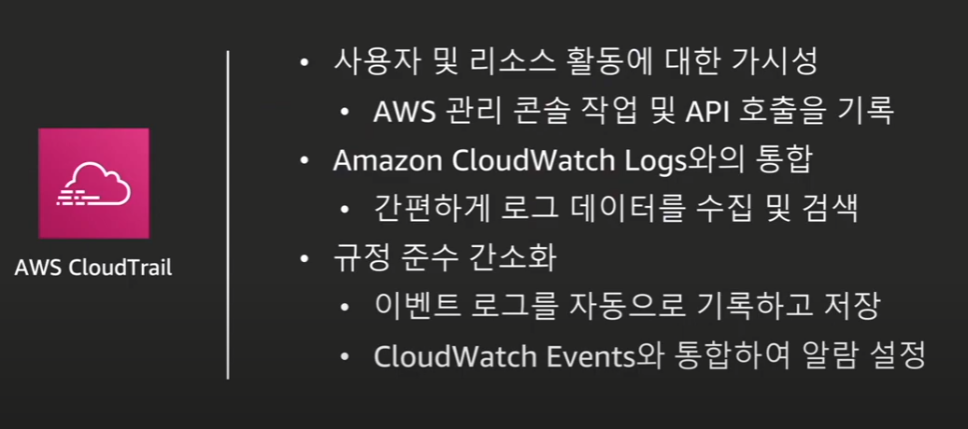 AWS CloudTrail
• 사용자 및 리소스 활동에 대한 가시성
• AWS 관리 콘솔 작업 및 API 호출을 기록
• Amazon CloudWatch Logs와의 통합
• 간편하게 로그 데이터를 수집 및 검색
• 규정 준수 간소화
• 이벤트 로그를 자동으로 기록하고 저장
• CloudWatch Events와 통합하여 알람 설정